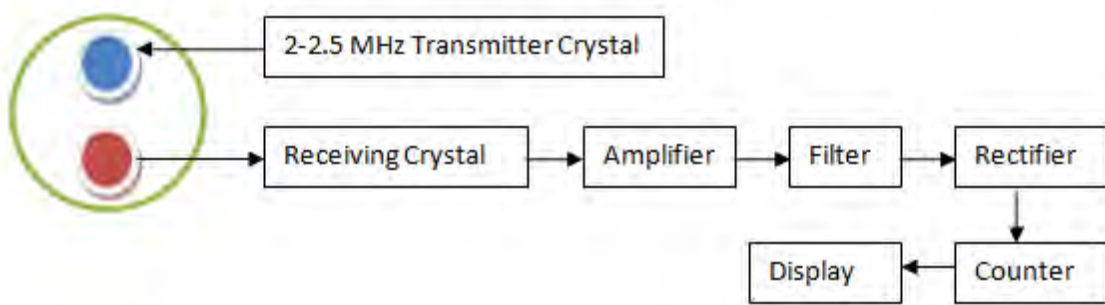 2-2.5 MHz Transmitter Crystal
Receiving Crystal
Amplifier
Filter
Rectifier
Display
Counter